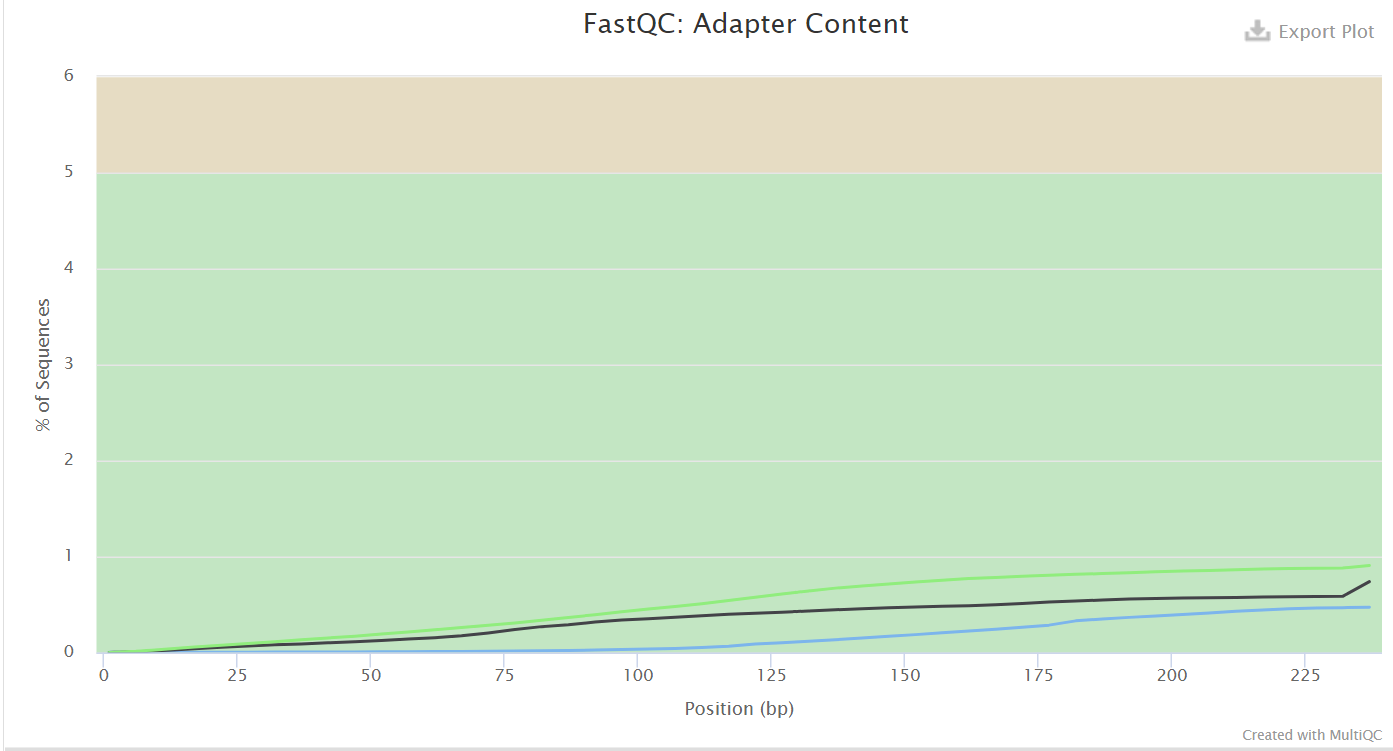 FastQC: Adapter Content
Export Plot
6
5
4
3
2
1
0
% of Sequences
0 25 50 75 100 125 150 175 200 225
Position (bp)
Created with MultiQC